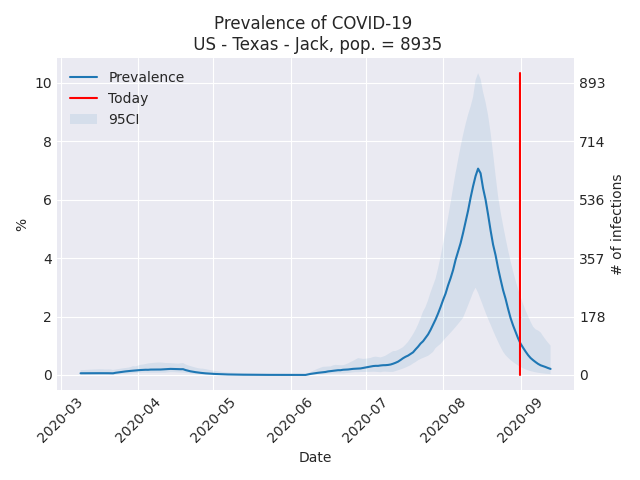 Prevalence of COVID-19
US - Texas - Jack, pop. = 8935
Prevalence
Today
95CI
10
8
6
4
2
0
%
893
714
536
357
178
0
# of infections
2020-03
2020-04
2020-05
2020-06
2020-07
2020-08
2020-09
Date